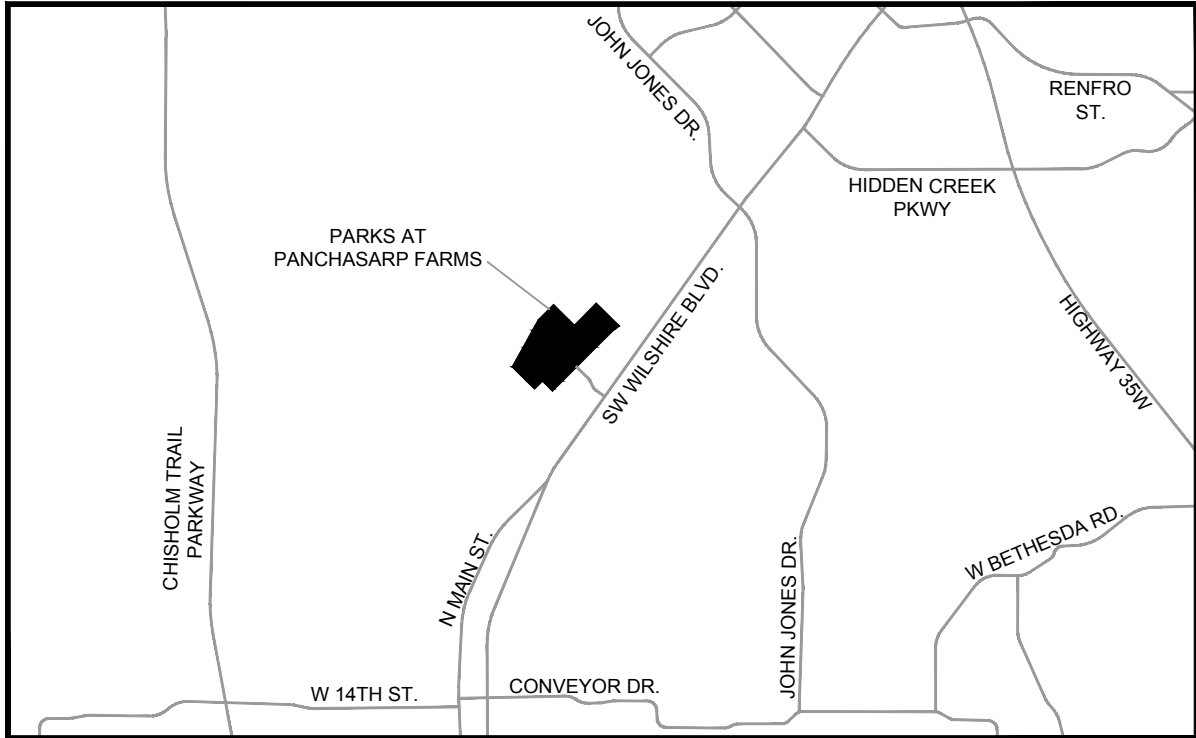 JOHN JONES DR.
RENFRO
ST.
HIDDEN CREEK
PKWY
PARKS AT
PANCHASARP FARMS
SW WILSHIRE BLVD.
HIGHWAY 35W
CHISHOLM TRAIL
PARKWAY
N MAIN ST.
JOHN JONES DR.
W BETHESDA RD.
W 14TH ST.
CONVEYOR DR.